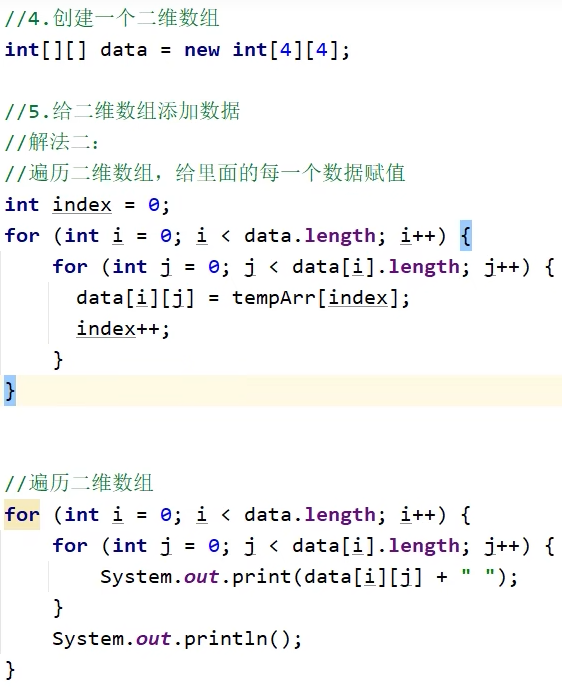 //4.创建一个二维数组
int[][] data = new int[4][4];
//5.给二维数组添加数据
//解法二：
//遍历二维数组，给里面的每一个数据赋值
int index = 0;
for (int i = 0; i < data.length; i++) {
for (int j = 0; j < data[i].length; j++) {
data[i][j] = tempArr[index];
index++;
}
}
//遍历二维数组
for (int i = 0; i < data.length; i++) {
for (int j = 0; j < data[i].length; j++) {
System.out.print(data[i][j] + " ");
}
System.out.println();
}